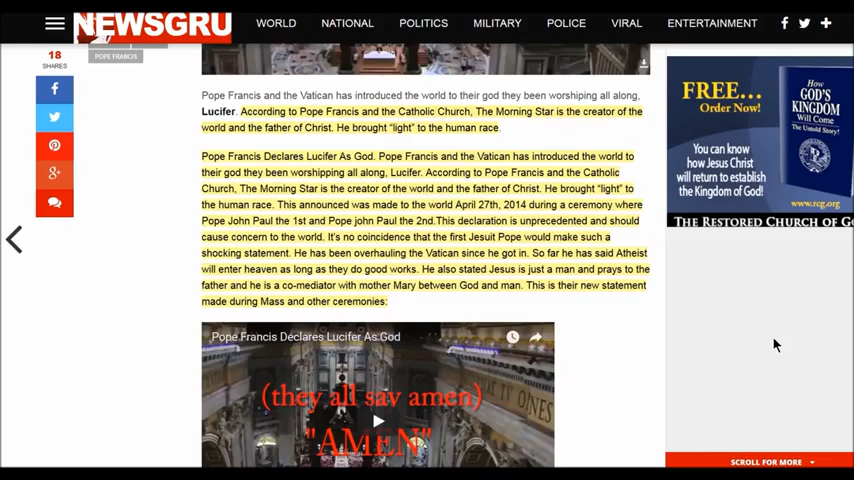 NEWSGRU
WORLD
NATIONAL
POLITICS
MILITARY
POLICE
VIRAL
ENTERTAINMENT
18
SHARES
POPE FRANCIS
Pope Francis and the Vatican has introduced the world to their god they been worshiping all along,
Lucifer. According to Pope Francis and the Catholic Church, The Morning Star is the creator of the
world and the father of Christ. He brought “light” to the human race.
Pope Francis Declares Lucifer As God. Pope Francis and the Vatican has introduced the world to
their god they been worshipping all along, Lucifer. According to Pope Francis and the Catholic
Church, The Morning Star is the creator of the world and the father of Christ. He brought “light” to
the human race. This announced was made to the world April 27th, 2014 during a ceremony where
Pope John Paul the 1st and Pope john Paul the 2nd.This declaration is unprecedented and should
cause concern to the world. It’s no coincidence that the first Jesuit Pope would make such a
shocking statement. He has been overhauling the Vatican since he got in. So far he has said Atheist
will enter heaven as long as they do good works. He also stated Jesus is just a man and prays to the
father and he is a co-mediator with mother Mary between God and man. This is their new statement
made during Mass and other ceremonies:
Pope Francis Declares Lucifer As God
(they all say amen)
"AMEN"
TV DINES
FREE...
Order Now!
You can know
how Jesus Christ
will return to establish
the Kingdom of God!
How
GOD'S
KINGDOM
Will Come
The Untold Story!
www.rcg.org
THE RESTORED CHURCH OF G
SCROLL FOR MORE